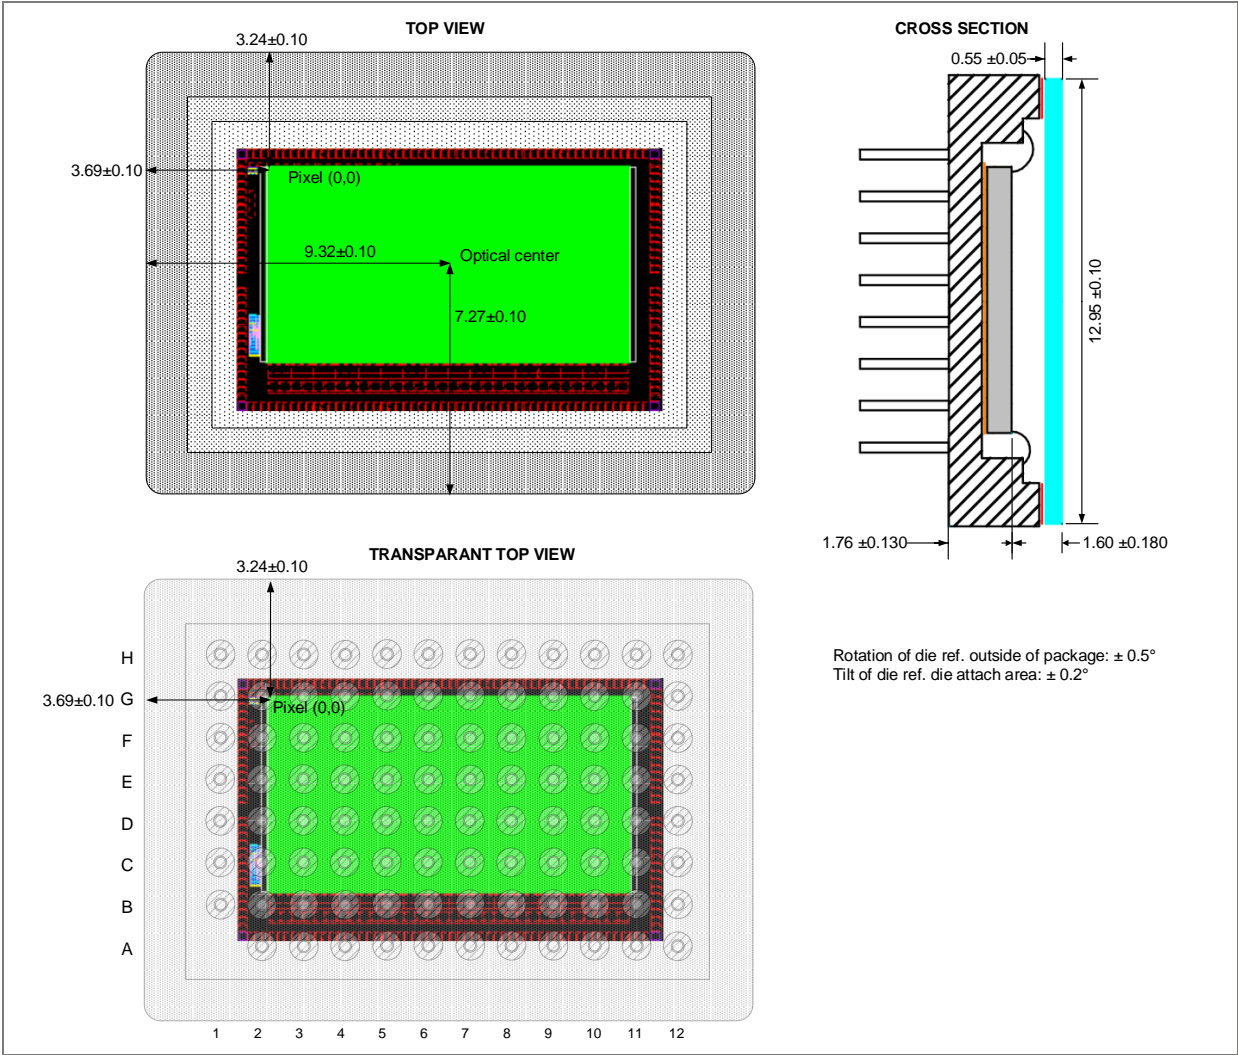 TOP VIEW
3.24±0.10
3.69±0.10
Pixel (0,0)
9.32±0.10
Optical center
7.27±0.10
CROSS SECTION
0.55 ±0.05
12.95 ±0.10
1.76 ±0.130
1.60 ±0.180
TRANSPARANT TOP VIEW
3.24±0.10
H
3.69±0.10 G
Pixel (0,0)
F
E
D
C
B
A
1 2 3 4 5 6 7 8 9 10 11 12
Rotation of die ref. outside of package: ± 0.5°
Tilt of die ref. die attach area: ± 0.2°